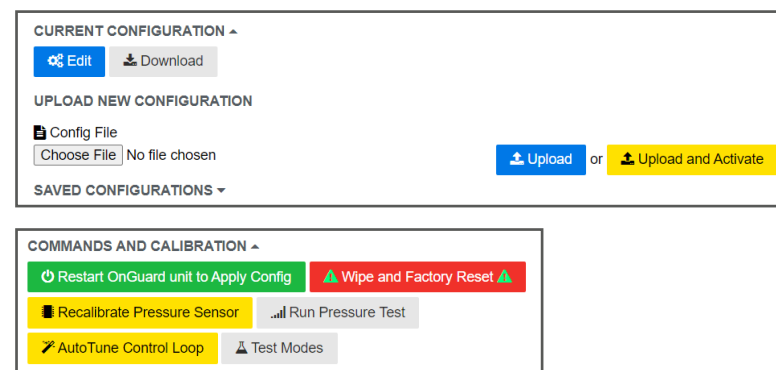 CURRENT CONFIGURATION
Edit Download
UPLOAD NEW CONFIGURATION
Config File
Choose File No file chosen Upload or Upload and Activate
SAVED CONFIGURATIONS
COMMANDS AND CALIBRATION
Restart OnGuard unit to Apply Config Wipe and Factory Reset
Recalibrate Pressure Sensor Run Pressure Test
AutoTune Control Loop Test Modes